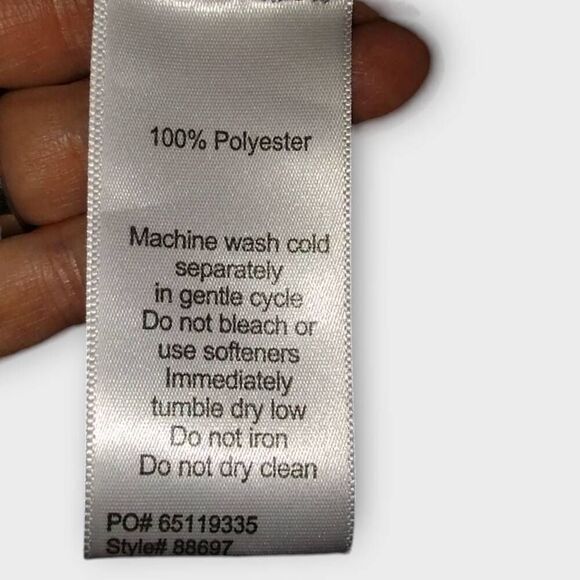 100% Polyester
Machine wash cold
separately
in gentle cycle
Do not bleach or
use softeners
Immediately
tumble dry low
Do not iron
Do not dry clean
PO# 65119335
Style# 88697